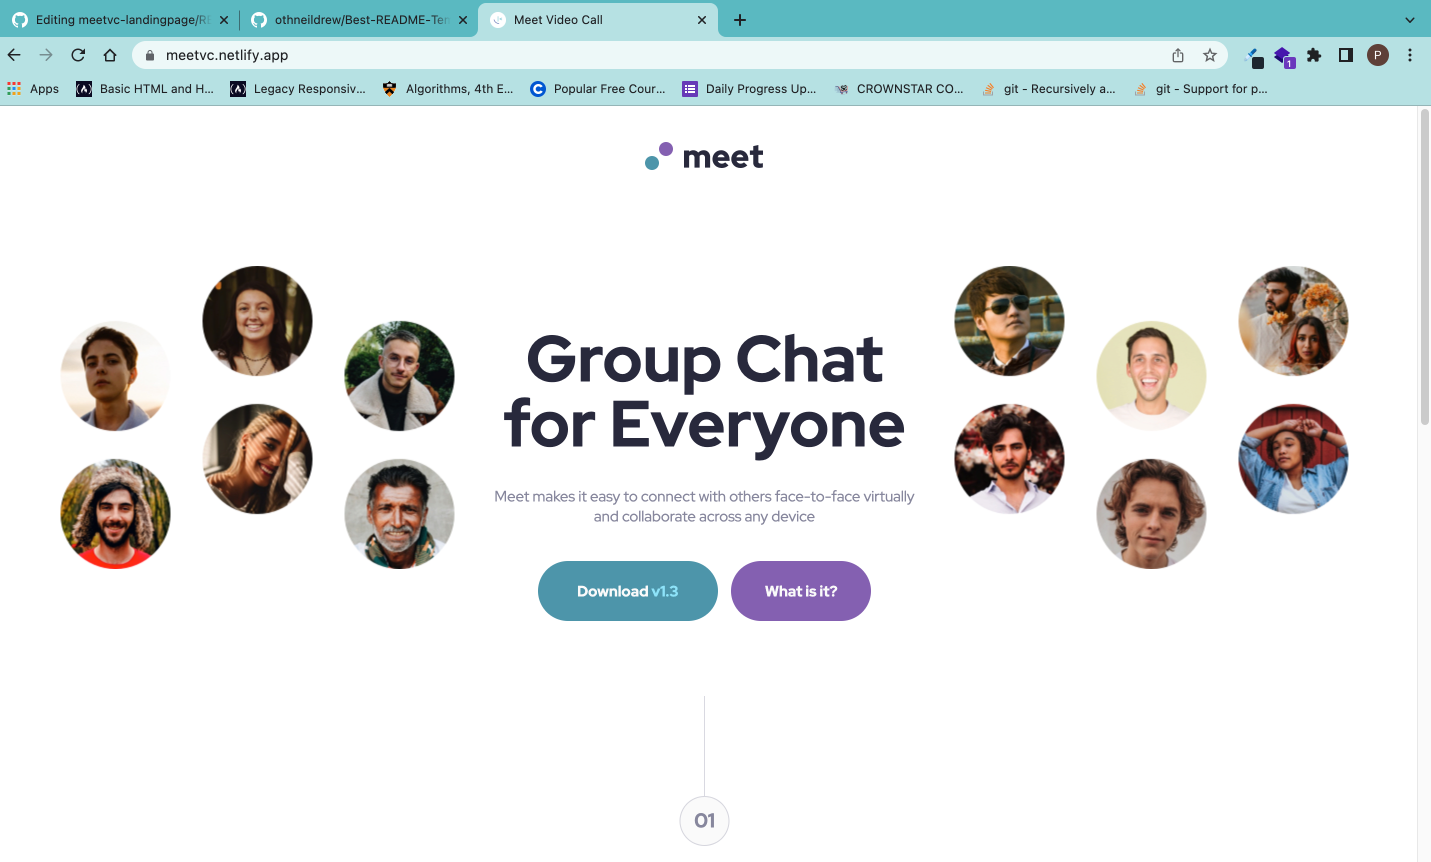 Editing meetvc-landingpage/RE
othneildrew/Best-README-Tem
Meet Video Call
meetvc.netlify.app
1
P
Apps
Basic HTML and H...
Legacy Responsiv...
Algorithms, 4th E...
Popular Free Cour...
Daily Progress Up...
CROWNSTAR CO...
git - Recursively a...
git - Support for p...
meet
Group Chat
for Everyone
Meet makes it easy to connect with others face-to-face virtually
and collaborate across any device
Download v1.3
What is it?
01